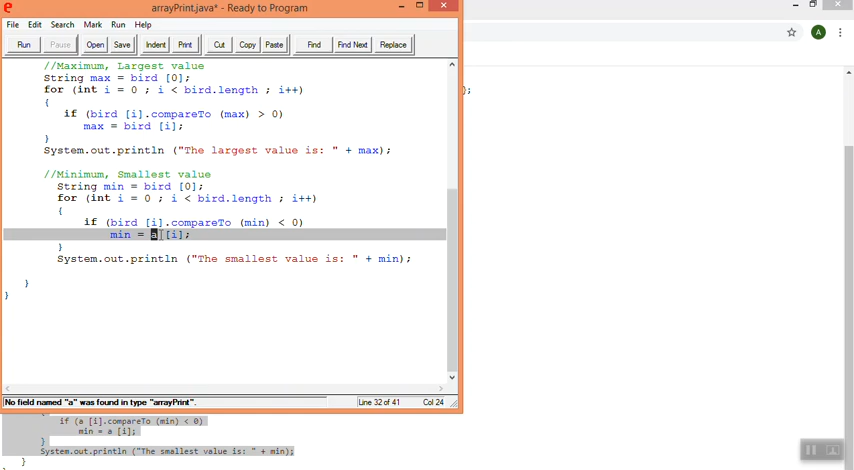 e arrayPrint.java* - Ready to Program
File Edit Search Mark Run Help
Run Pause Open Save Indent Print Cut Copy Paste Find Find Next Replace
A
//Maximum, Largest value
String max = bird [0];
for (int i = 0 ; i < bird.length ; i++)
};
{
if (bird [i].compareTo (max) > 0)
max = bird [i];
}
System.out.println ("The largest value is: " + max);
//Minimum, Smallest value
String min = bird [0];
for (int i = 0 ; i < bird.length ; i++)
{
if (bird [i].compareTo (min) < 0)
min = a [i];
}
System.out.println ("The smallest value is: " + min);
}
}
No field named "a" was found in type "arrayPrint". Line 32 of 41 Col 24
if (a [i].compareTo (min) < 0)
min = a [i];
}
System.out.println ("The smallest value is: " + min);
}